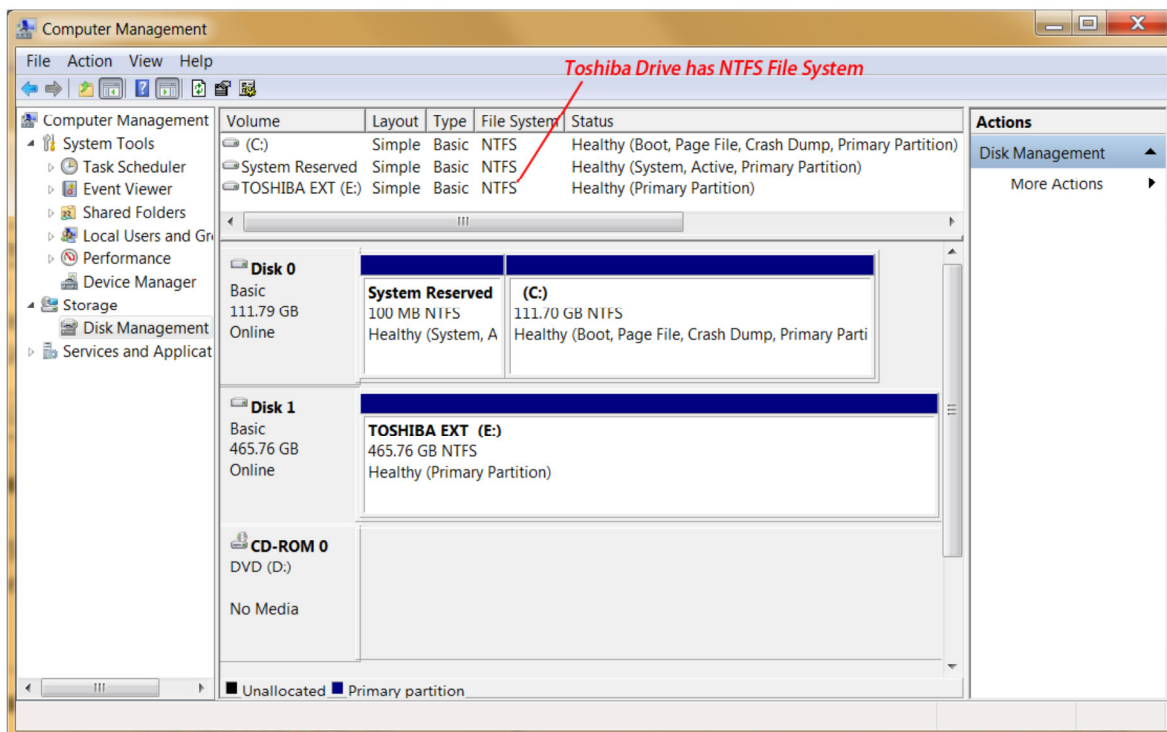 Computer Management
File Action View Help
Toshiba Drive has NTFS File System
Computer Management
System Tools
Task Scheduler
Event Viewer
Shared Folders
Local Users and Gro
Performance
Device Manager
Storage
Disk Management
Services and Applicat
Volume Layout Type File System Status
(C:) Simple Basic NTFS Healthy (Boot, Page File, Crash Dump, Primary Partition)
System Reserved Simple Basic NTFS Healthy (System, Active, Primary Partition)
TOSHIBA EXT (E:) Simple Basic NTFS Healthy (Primary Partition)
Disk 0
Basic
111.79 GB
Online
System Reserved
100 MB NTFS
Healthy (System, A
(C:)
111.70 GB NTFS
Healthy (Boot, Page File, Crash Dump, Primary Parti
Disk 1
Basic
465.76 GB
Online
TOSHIBA EXT (E:)
465.76 GB NTFS
Healthy (Primary Partition)
CD-ROM 0
DVD (D:)
No Media
Unallocated Primary partition
Actions
Disk Management
More Actions